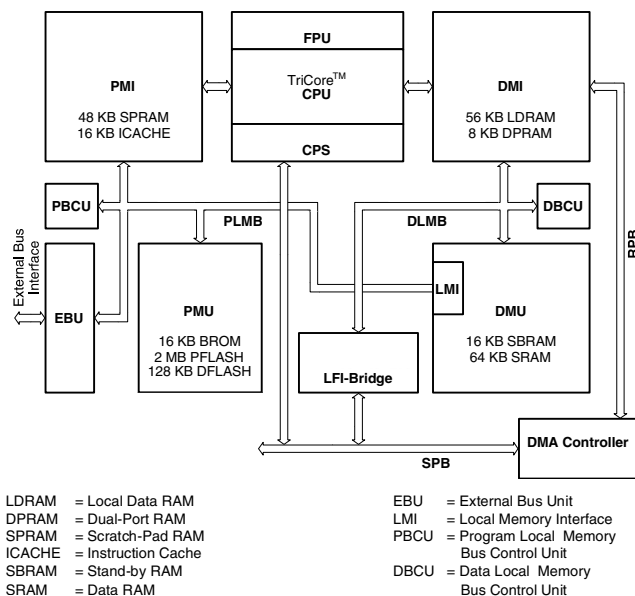 FPU
PMI
TriCore™
CPU
DMI
48 KB SPRAM
16 KB ICACHE
56 KB LDRAM
8 KB DPRAM
CPS
PBCU
PLMB
DLMB
DBCU
RPB
External Bus
Interface
EBU
PMU
LMI
DMU
16 KB BROM
2 MB PFLASH
128 KB DFLASH
16 KB SBRAM
64 KB SRAM
LFI-Bridge
DMA Controller
SPB
LDRAM = Local Data RAM
DPRAM = Dual-Port RAM
SPRAM = Scratch-Pad RAM
ICACHE = Instruction Cache
SBRAM = Stand-by RAM
SRAM = Data RAM
EBU = External Bus Unit
LMI = Local Memory Interface
PBCU = Program Local Memory
Bus Control Unit
DBCU = Data Local Memory
Bus Control Unit